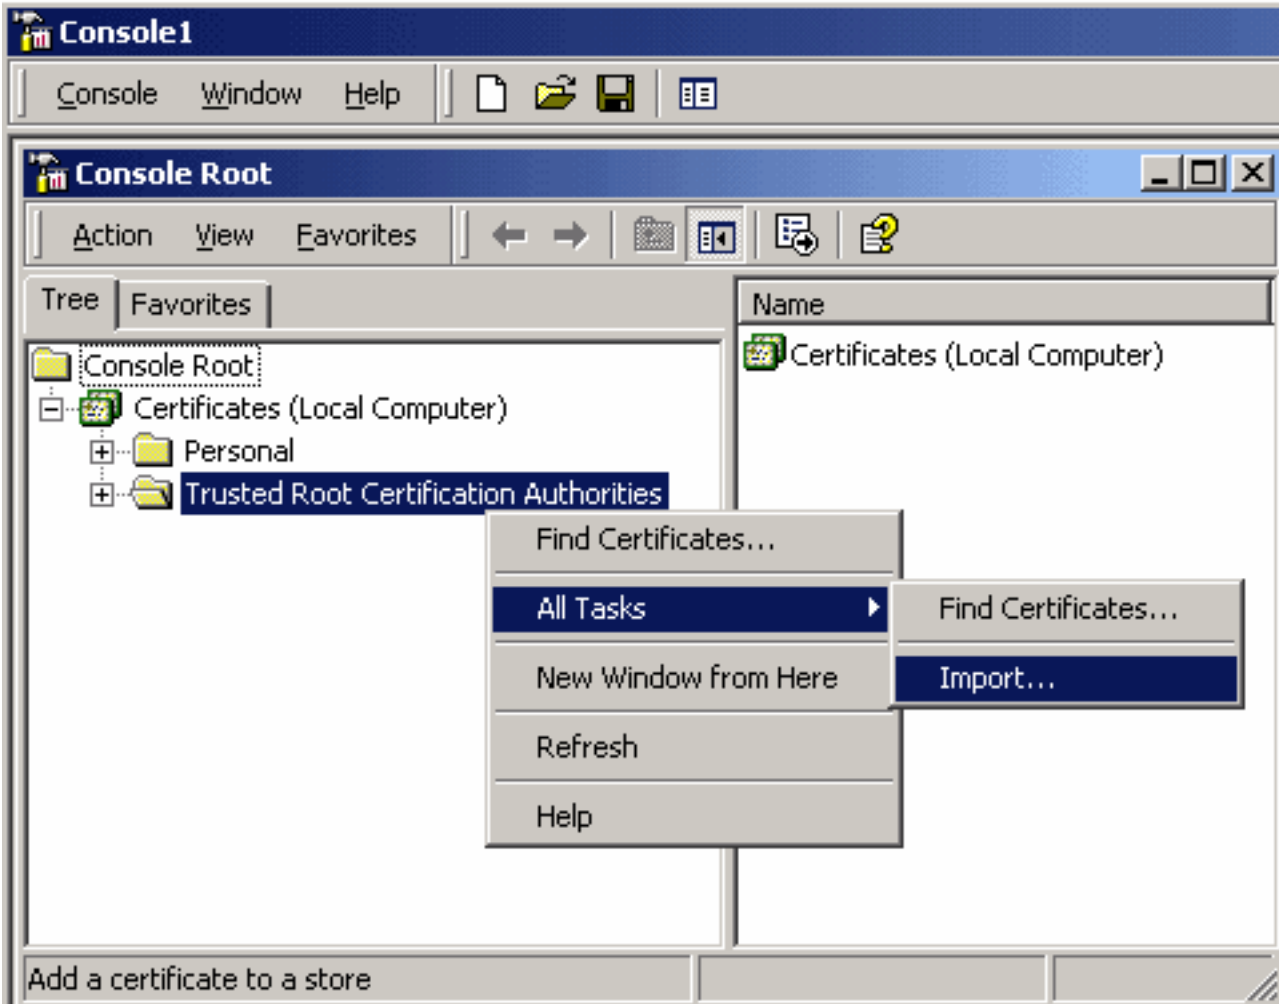 Console1
Console Window Help
Console Root
Action View Favorites
Tree Favorites
Name
Console Root
Certificates (Local Computer)
Certificates (Local Computer)
Personal
Trusted Root Certification Authorities
Find Certificates...
All Tasks
Find Certificates...
New Window from Here
Import...
Refresh
Help
Add a certificate to a store